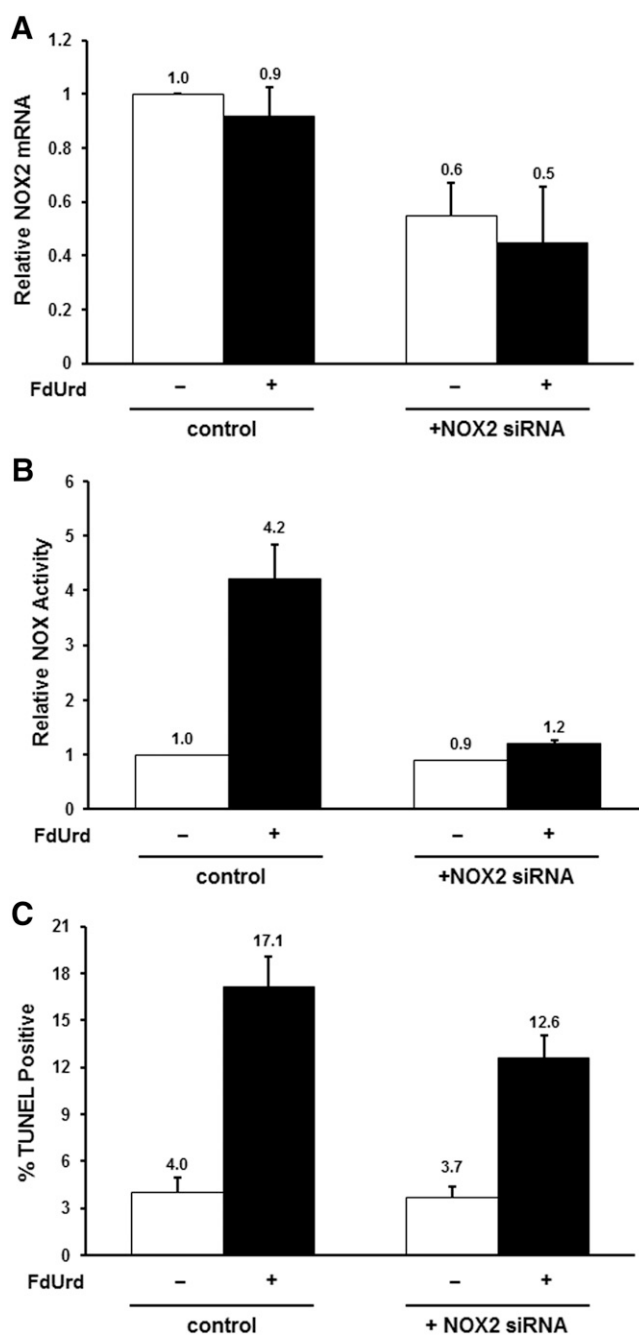 A
Relative NOX2 mRNA
1.2
1
0.8
0.6
0.4
0.2
0
1.0
0.9
0.6
0.5
FdUrd – + – +
control +NOX2 siRNA
B
Relative NOX Activity
6
5
4
3
2
1
0
1.0
4.2
0.9
1.2
FdUrd – + – +
control +NOX2 siRNA
C
% TUNEL Positive
21
18
15
12
9
6
3
0
4.0
17.1
3.7
12.6
FdUrd – + – +
control + NOX2 siRNA